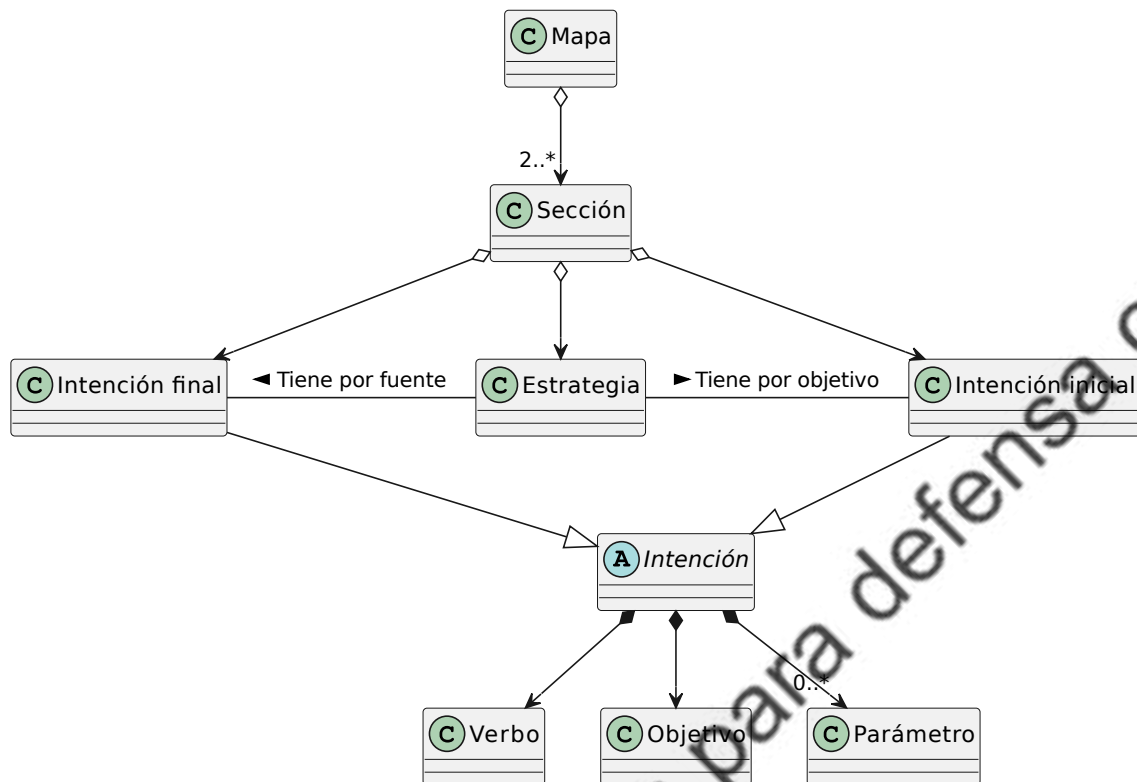 C Mapa
2..*
C Sección
C Intención final
◄ Tiene por fuente
C Estrategia
► Tiene por objetivo
C Intención inicial
A Intención
0..*
C Verbo
C Objetivo
C Parámetro
para defensa